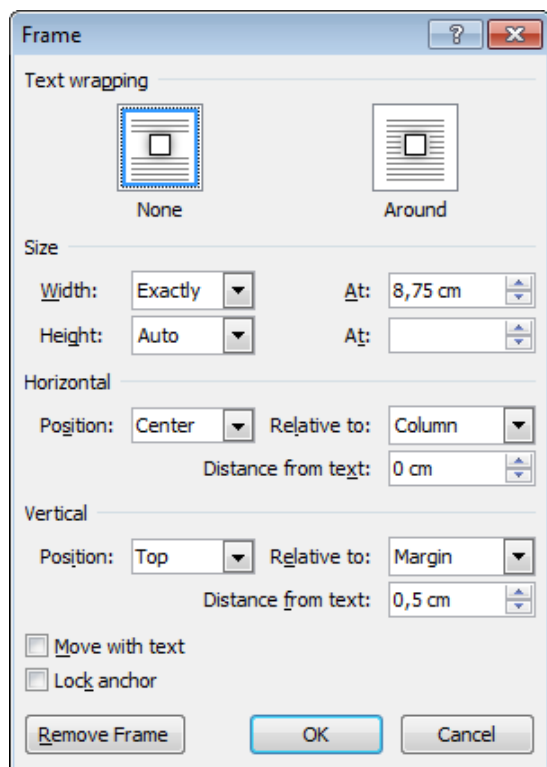 Frame
Text wrapping
None Around
Size
Width: Exactly At: 8,75 cm
Height: Auto At:
Horizontal
Position: Center Relative to: Column
Distance from text: 0 cm
Vertical
Position: Top Relative to: Margin
Distance from text: 0,5 cm
Move with text
Lock anchor
Remove Frame OK Cancel